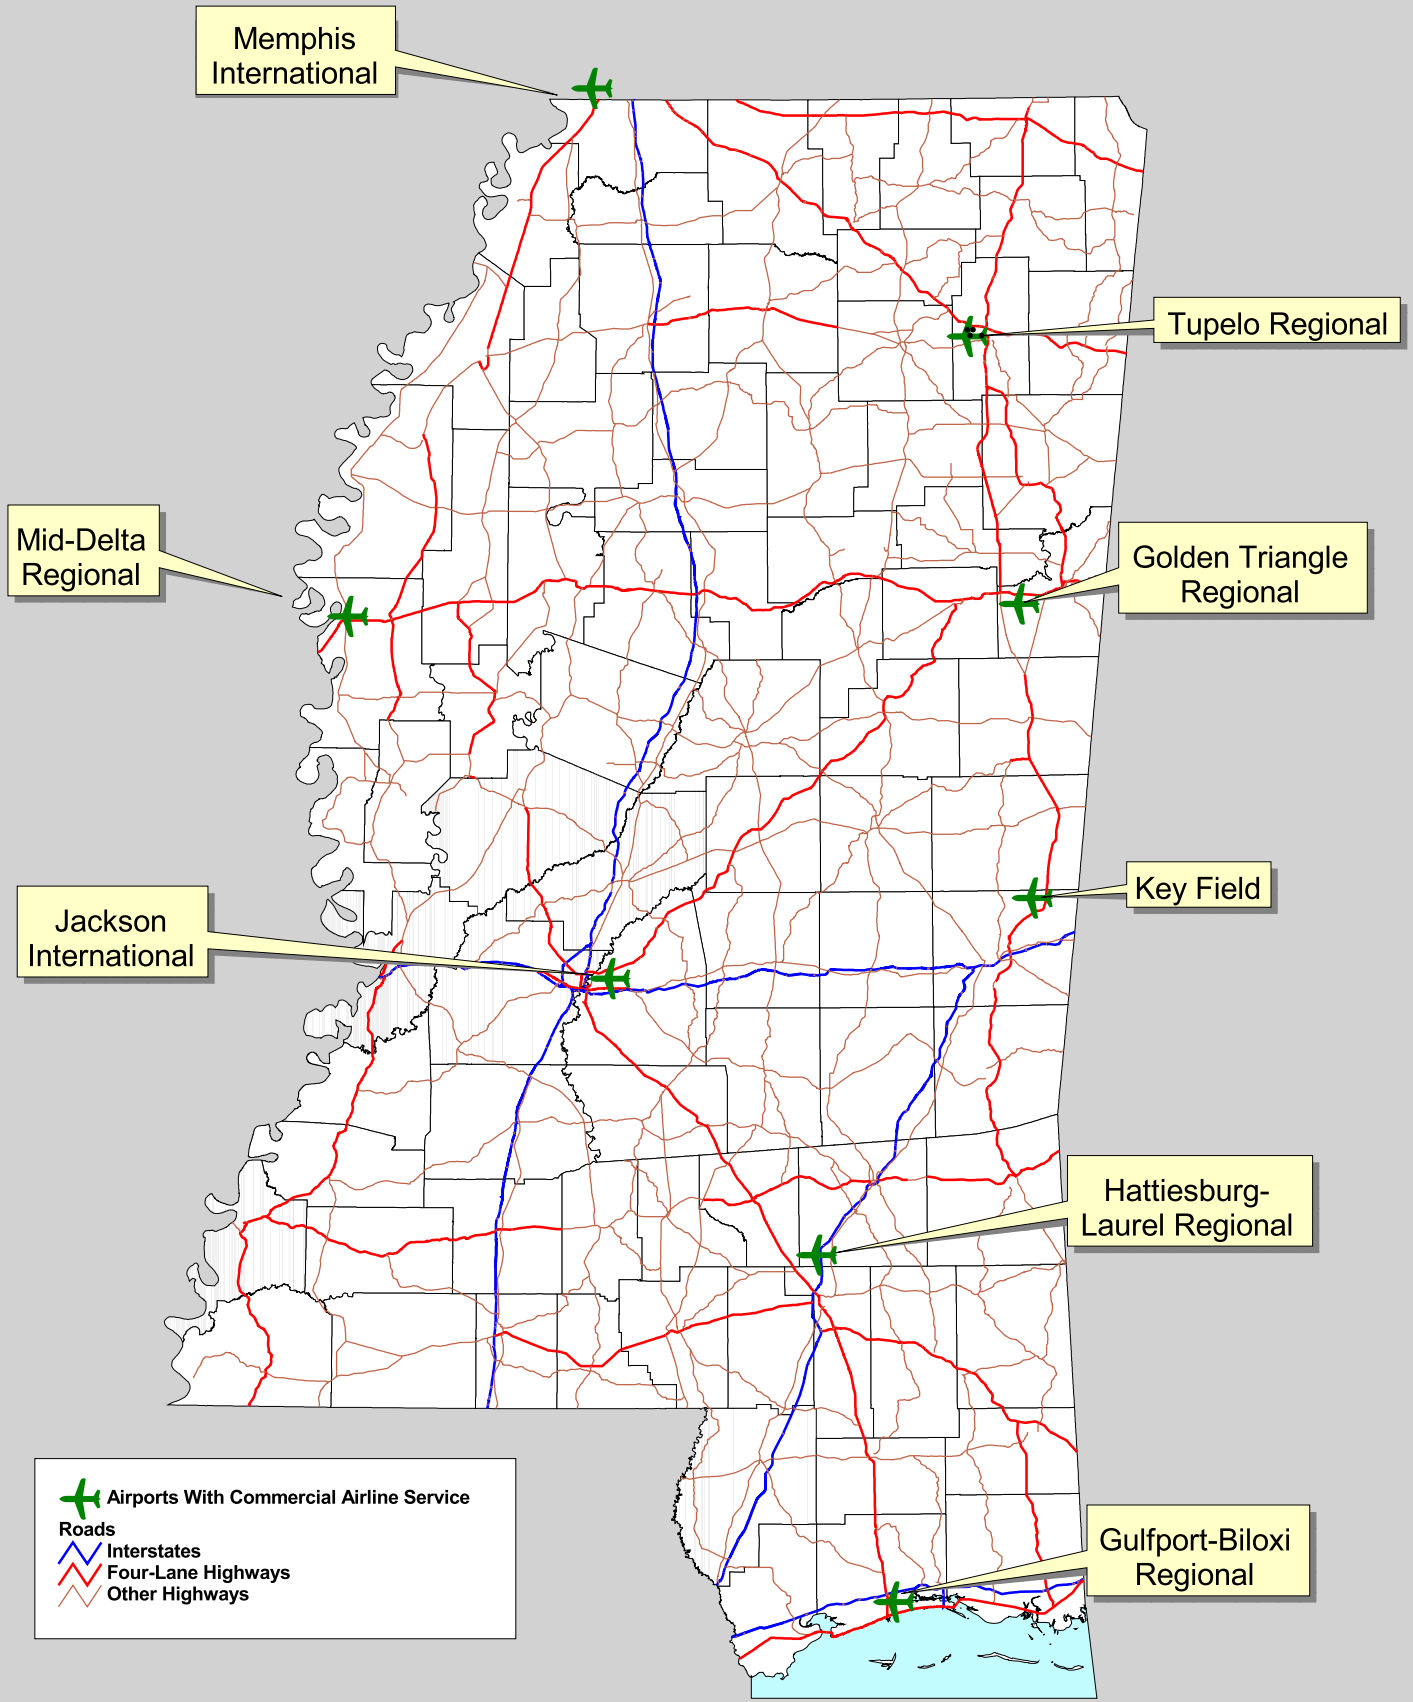 Memphis
International
Tupelo Regional
Mid-Delta
Regional
Golden Triangle
Regional
Key Field
Jackson
International
Hattiesburg-
Laurel Regional
Gulfport-Biloxi
Regional
Airports With Commercial Airline Service
Roads
Interstates
Four-Lane Highways
Other Highways